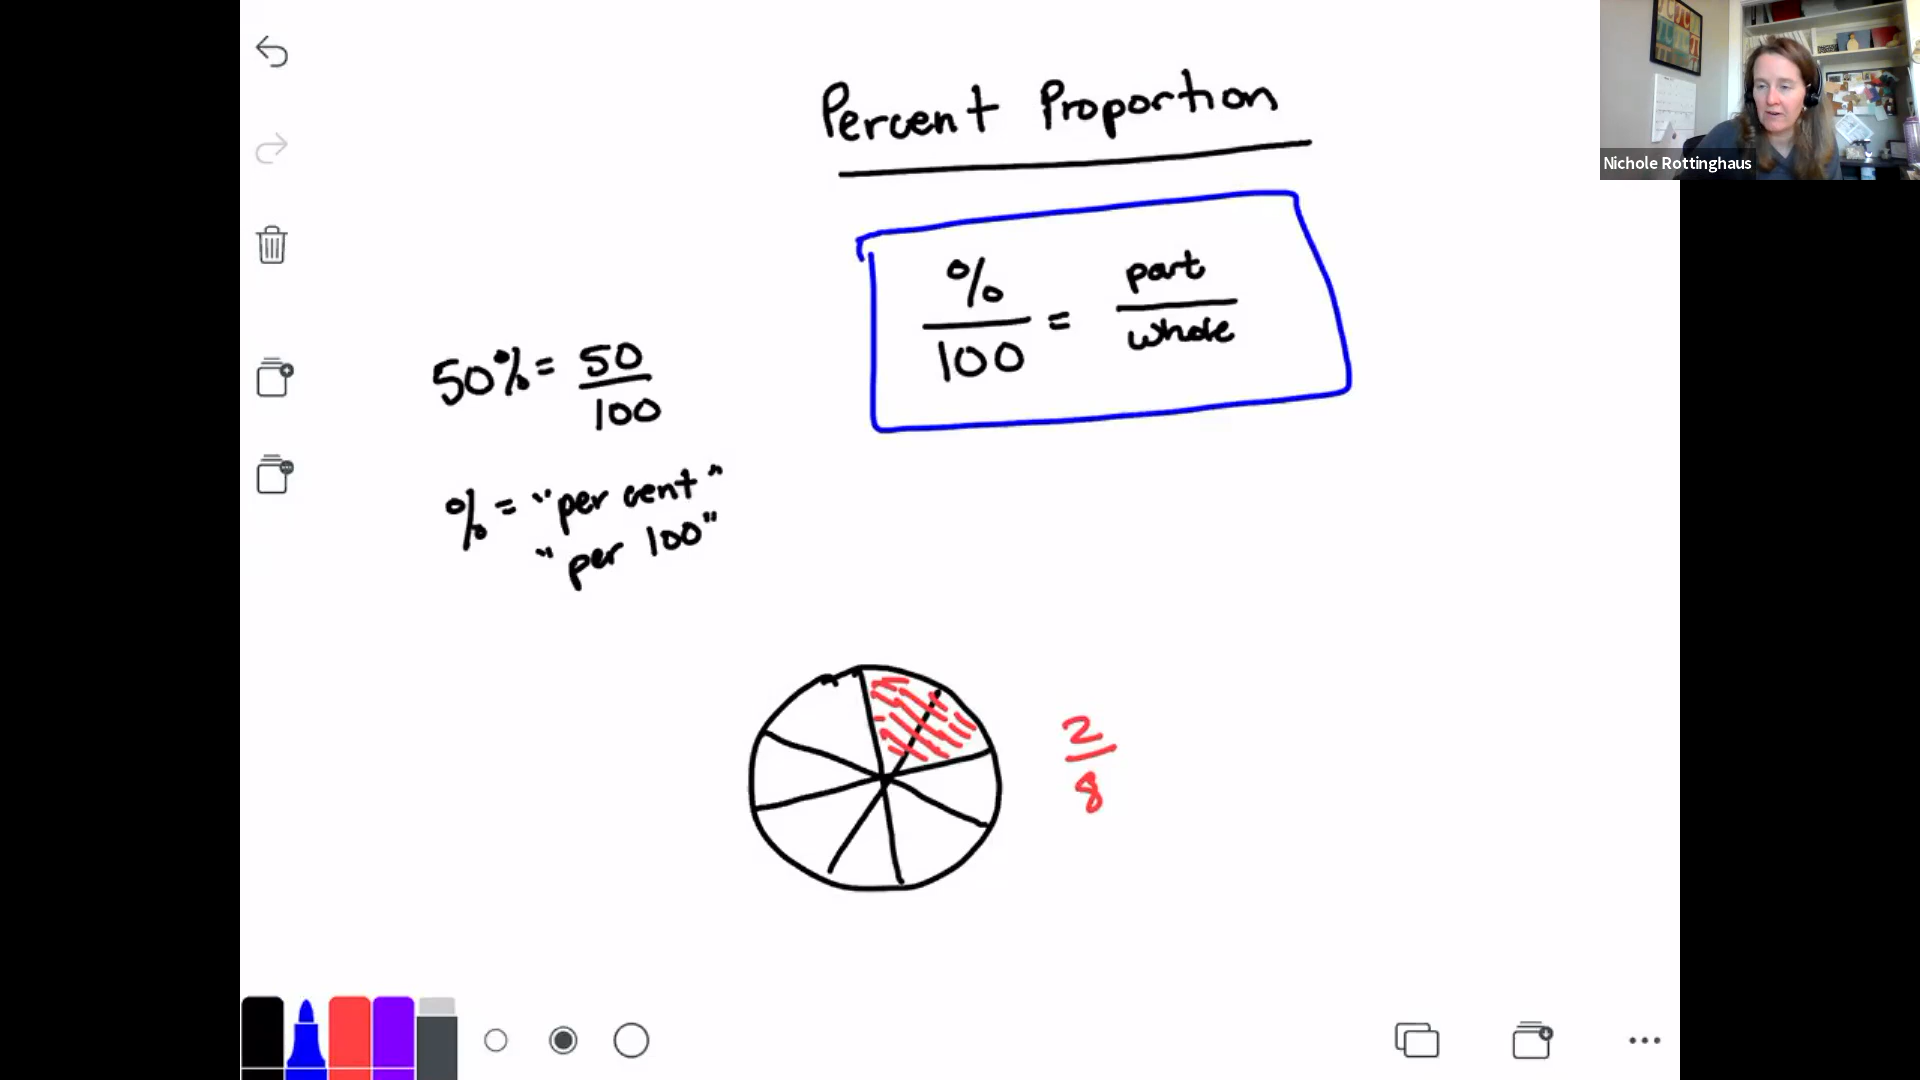 Percent Proportion
%/100 = part/whole
50% = 50/100
% = "per cent"
"per 100"
2/8
Nichole Rottinghaus